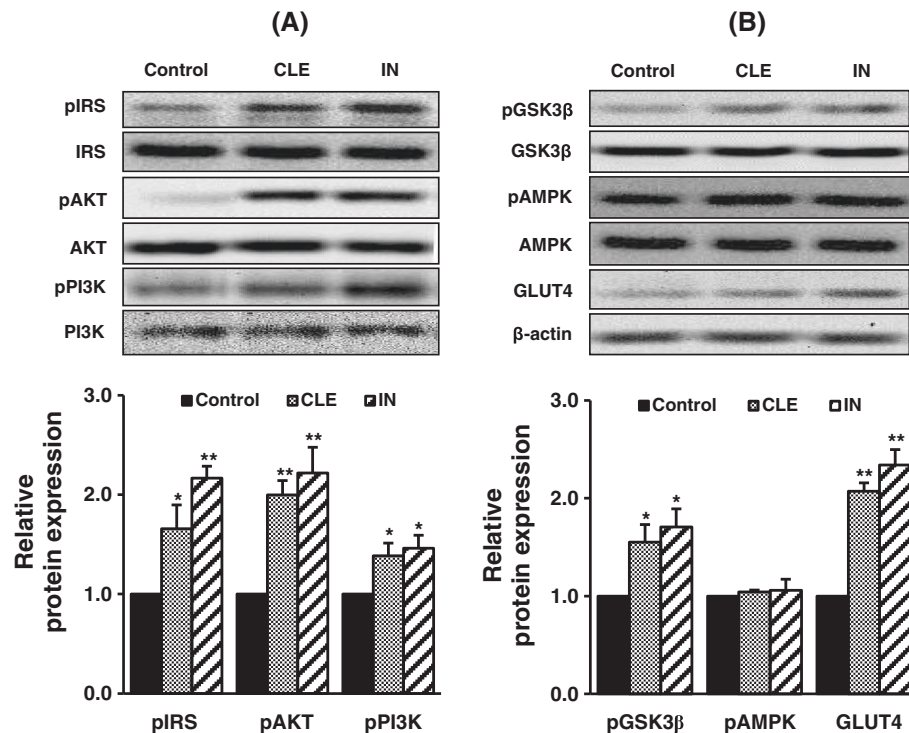 (A)
Control CLE IN
pIRS
IRS
pAKT
AKT
pPI3K
PI3K
3.0
2.0
1.0
0.0
Relative
protein expression
Control CLE IN
* ** ** ** * *
pIRS pAKT pPI3K
(B)
Control CLE IN
pGSK3β
GSK3β
pAMPK
AMPK
GLUT4
β-actin
3.0
2.0
1.0
0.0
Relative
protein expression
Control CLE IN
* * ** **
pGSK3β pAMPK GLUT4